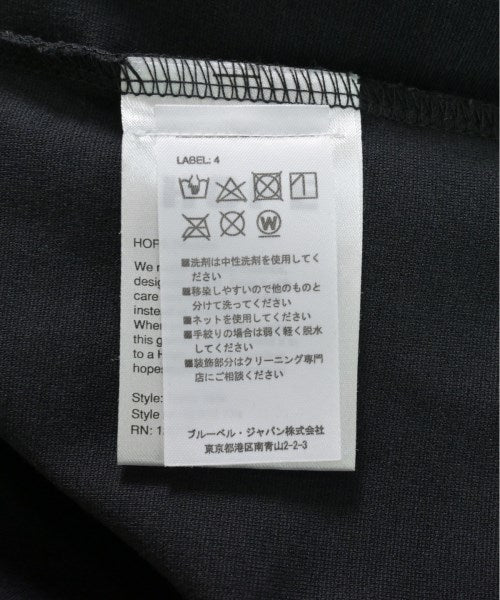 LABEL: 4
W
■洗剤は中性洗剤を使用してく
ださい
■移染しやすいので他のものと
分けて洗ってください
■ネットを使用してください
■手絞りの場合は弱く軽く脱水
してください
■装飾部分はクリーニング専門
店にご相談ください
ブルーベル・ジャパン株式会社
東京都港区南青山2-2-3
HOP
We
desig
care
inste
When
this g
to a H
hopes
Style:
Style
RN: 1